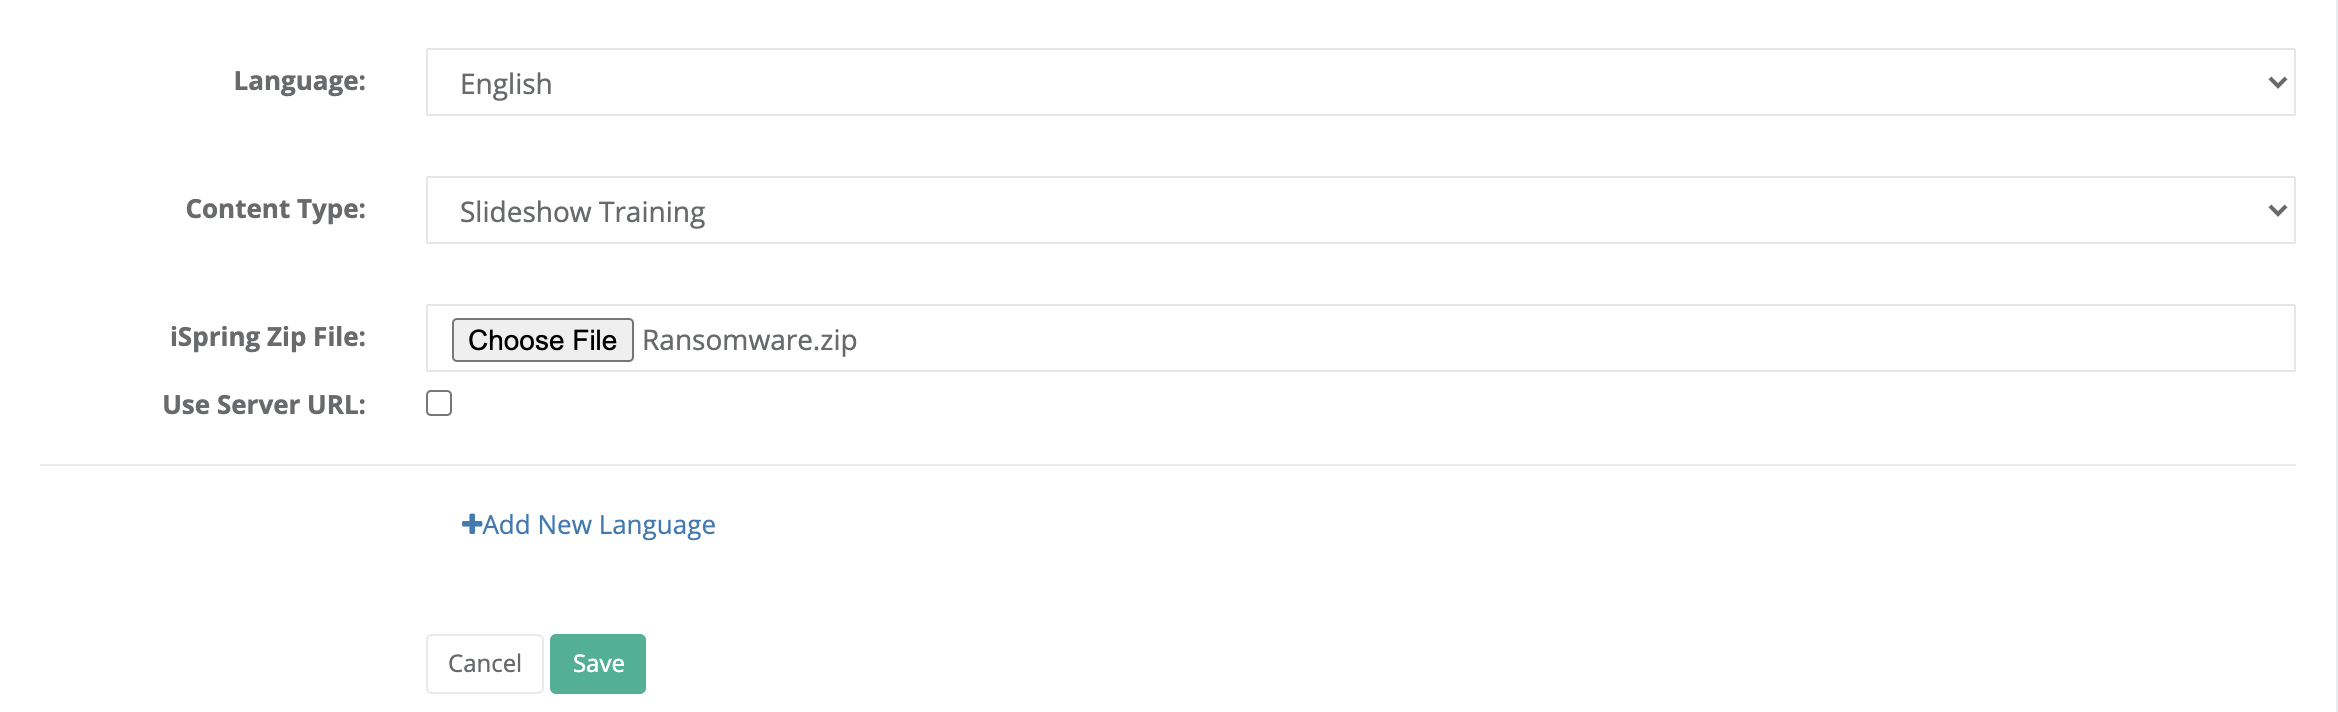 Language: English
Content Type: Slideshow Training
iSpring Zip File: Choose File Ransomware.zip
Use Server URL:
Add New Language
Cancel Save